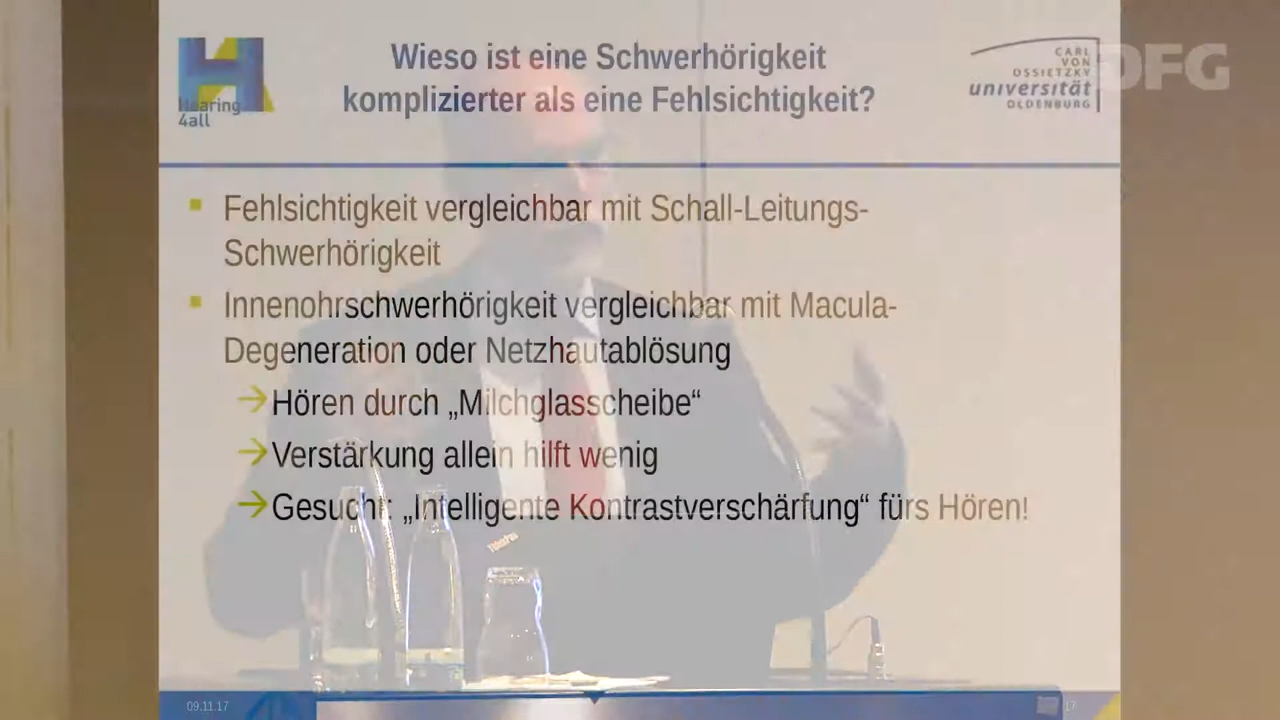 Wieso ist eine Schwerhörigkeit
komplizierter als eine Fehlsichtigkeit?
Hearing
4all
CARL
VON
OSSIETZKY
universität
OLDENBURG
DFG
Fehlsichtigkeit vergleichbar mit Schall-Leitungs-
Schwerhörigkeit
Innenohrschwerhörigkeit vergleichbar mit Macula-
Degeneration oder Netzhautablösung
Hören durch „Milchglasscheibe“
Verstärkung allein hilft wenig
Gesucht: „Intelligente Kontrastverschärfung“ fürs Hören!
ThinkPad
09.11.17
17